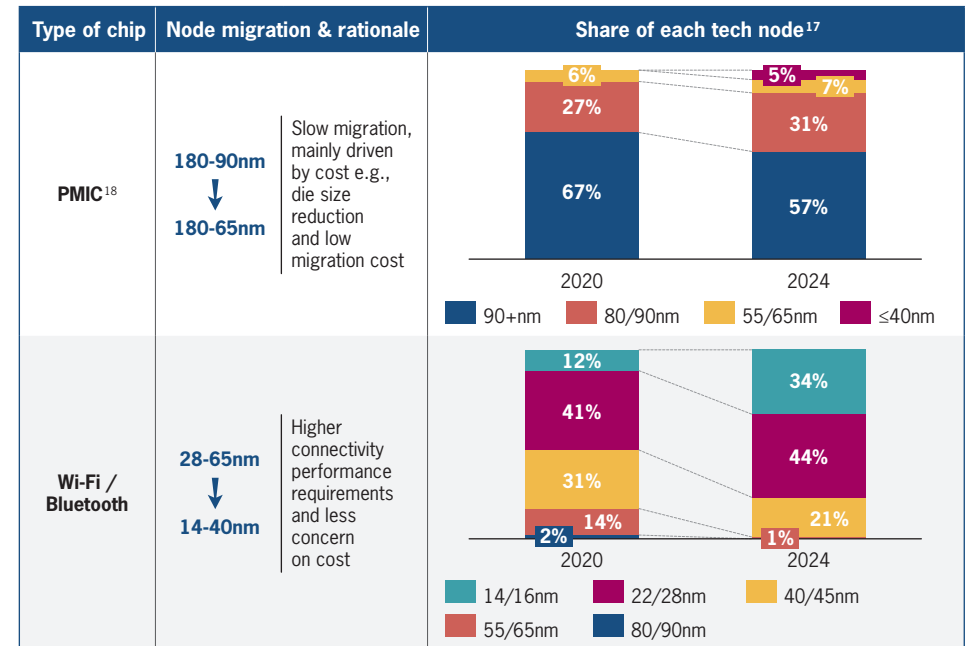 Type of chip
Node migration & rationale
Share of each tech node17
PMIC18
180-90nm
180-65nm
Slow migration,
mainly driven
by cost e.g.,
die size
reduction
and low
migration cost
6%
27%
67%
5%
7%
31%
57%
2020
2024
90+nm
80/90nm
55/65nm
≤40nm
Wi-Fi /
Bluetooth
28-65nm
14-40nm
Higher
connectivity
performance
requirements
and less
concern
on cost
12%
41%
31%
14%
2%
34%
44%
21%
1%
2020
2024
14/16nm
22/28nm
40/45nm
55/65nm
80/90nm